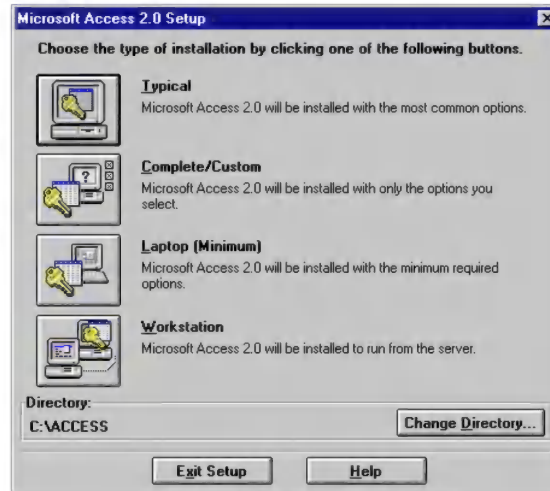 Microsoft Access 2.0 Setup
Choose the type of installation by clicking one of the following buttons.
Typical
Microsoft Access 2.0 will be installed with the most common options.
Complete/Custom
Microsoft Access 2.0 will be installed with only the options you
select.
Laptop (Minimum)
Microsoft Access 2.0 will be installed with the minimum required
options.
Workstation
Microsoft Access 2.0 will be installed to run from the server.
Directory:
C:\ACCESS
Change Directory...
Exit Setup
Help